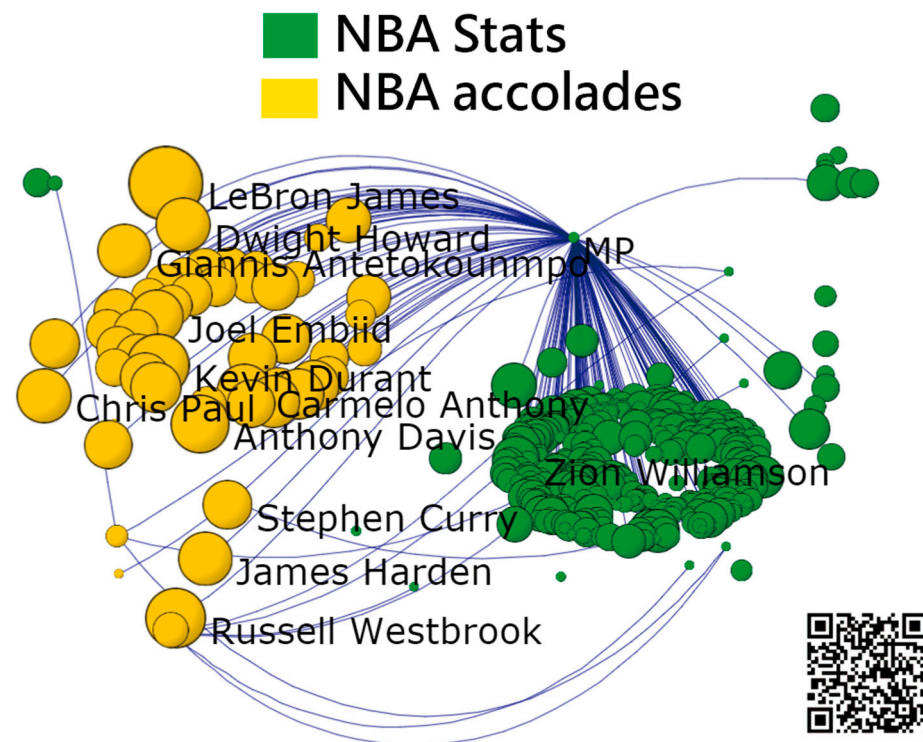 NBA Stats
NBA accolades
LeBron James
Dwight Howard
MP
Giannis Antetokounmpo
Joel Embiid
Kevin Durant
Chris Paul
Carmelo Anthony
Anthony Davis
Zion Williamson
Stephen Curry
James Harden
Russell Westbrook